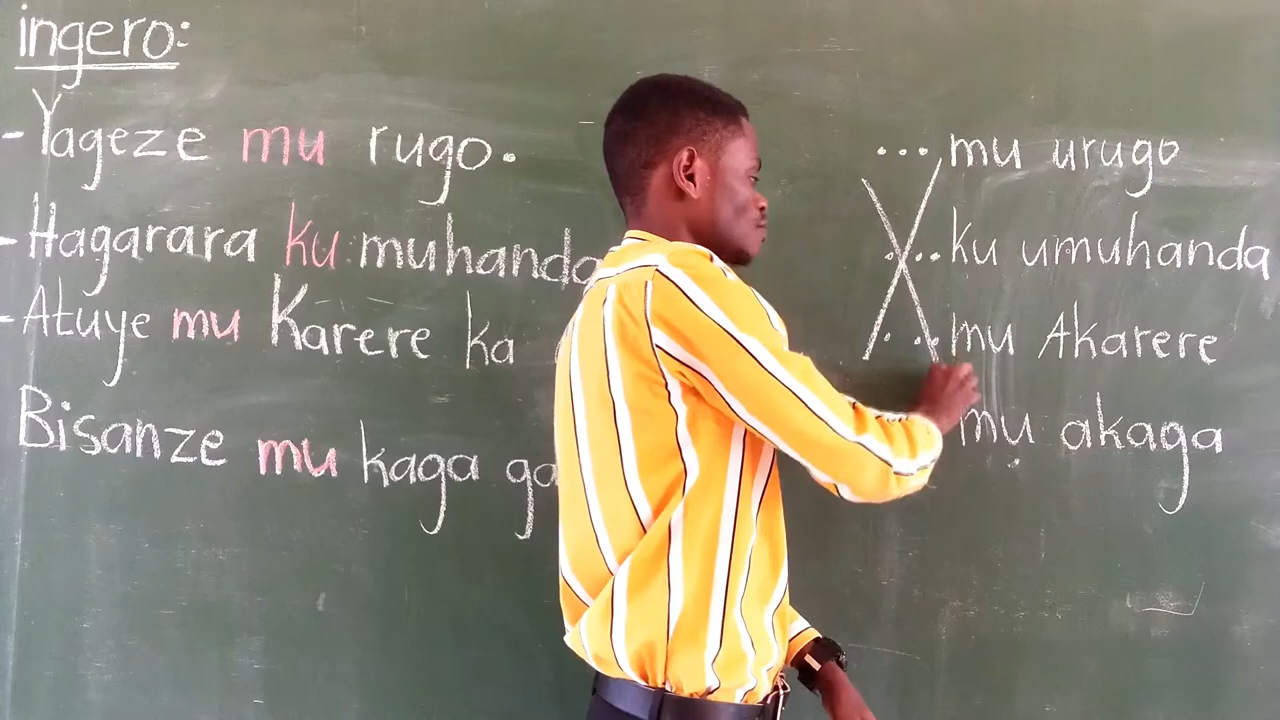 ingero:
- Yageze mu rugo.
- Hagarara ku muhanda
- Atuye mu Karere ka
Bisanze mu kaga ga
... mu urugo
... ku umuhanda
... mu Akarere
mu akaga